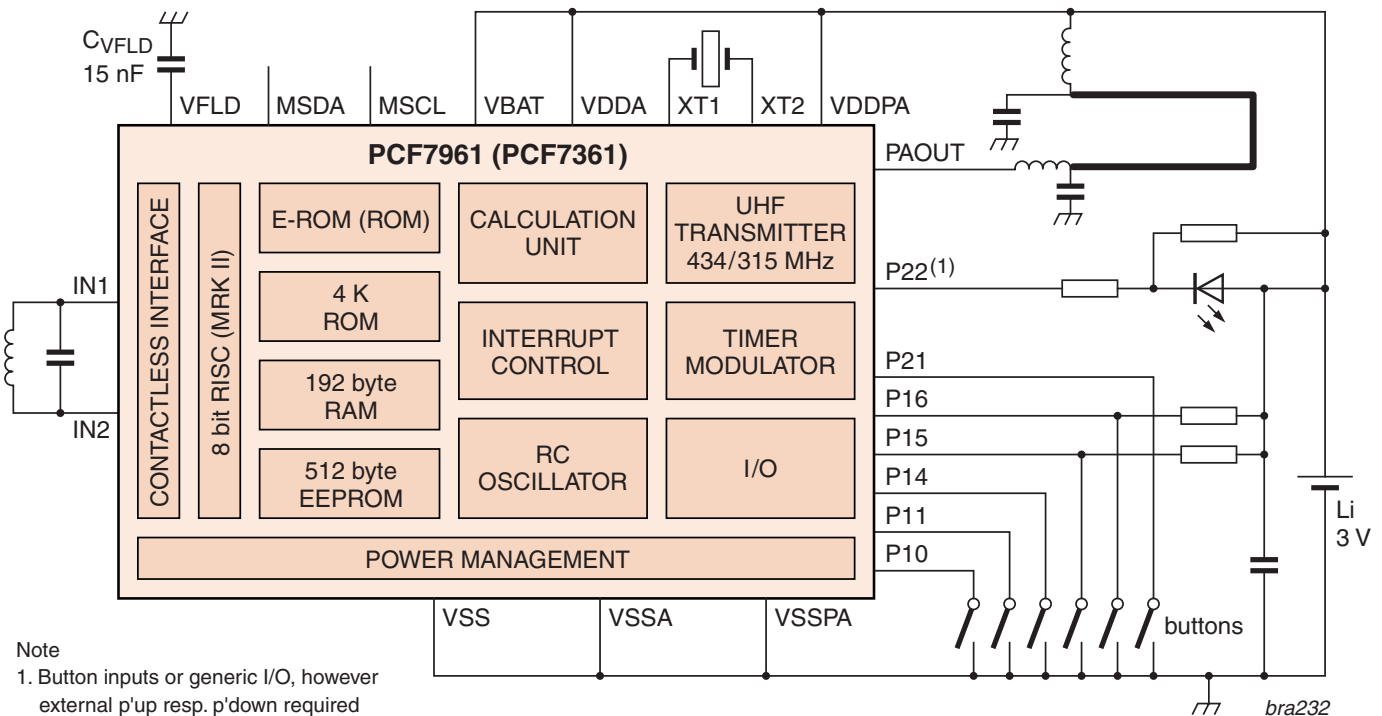 C_VFLD
15 nF
VFLD
MSDA
MSCL
VBAT
VDDA
XT1
XT2
VDDPA
PCF7961 (PCF7361)
PAOUT
CONTACTLESS INTERFACE
8 bit RISC (MRK II)
E-ROM (ROM)
CALCULATION
UNIT
UHF
TRANSMITTER
434/315 MHz
P22(1)
IN1
4 K
ROM
INTERRUPT
CONTROL
TIMER
MODULATOR
P21
192 byte
RAM
P16
IN2
P15
512 byte
EEPROM
RC
OSCILLATOR
I/O
P14
Li
3 V
P11
POWER MANAGEMENT
P10
VSS
VSSA
VSSPA
buttons
Note
1. Button inputs or generic I/O, however
external p'up resp. p'down required
bra232